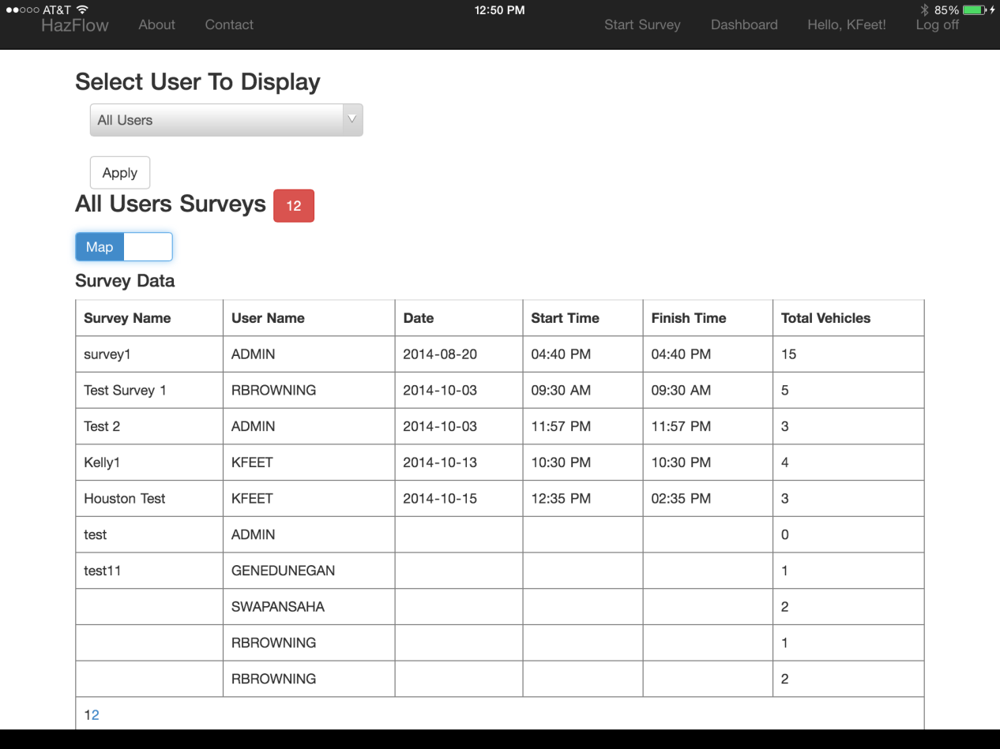 AT&T 12:50 PM 85%
HazFlow About Contact Start Survey Dashboard Hello, KFeet! Log off
Select User To Display
All Users
Apply
All Users Surveys 12
Map
Survey Data
Survey Name User Name Date Start Time Finish Time Total Vehicles
survey1 ADMIN 2014-08-20 04:40 PM 04:40 PM 15
Test Survey 1 RBROWNING 2014-10-03 09:30 AM 09:30 AM 5
Test 2 ADMIN 2014-10-03 11:57 PM 11:57 PM 3
Kelly1 KFEET 2014-10-13 10:30 PM 10:30 PM 4
Houston Test KFEET 2014-10-15 12:35 PM 02:35 PM 3
test ADMIN 0
test11 GENEDUNEGAN 1
SWAPANSAHA 2
RBROWNING 1
RBROWNING 2
12